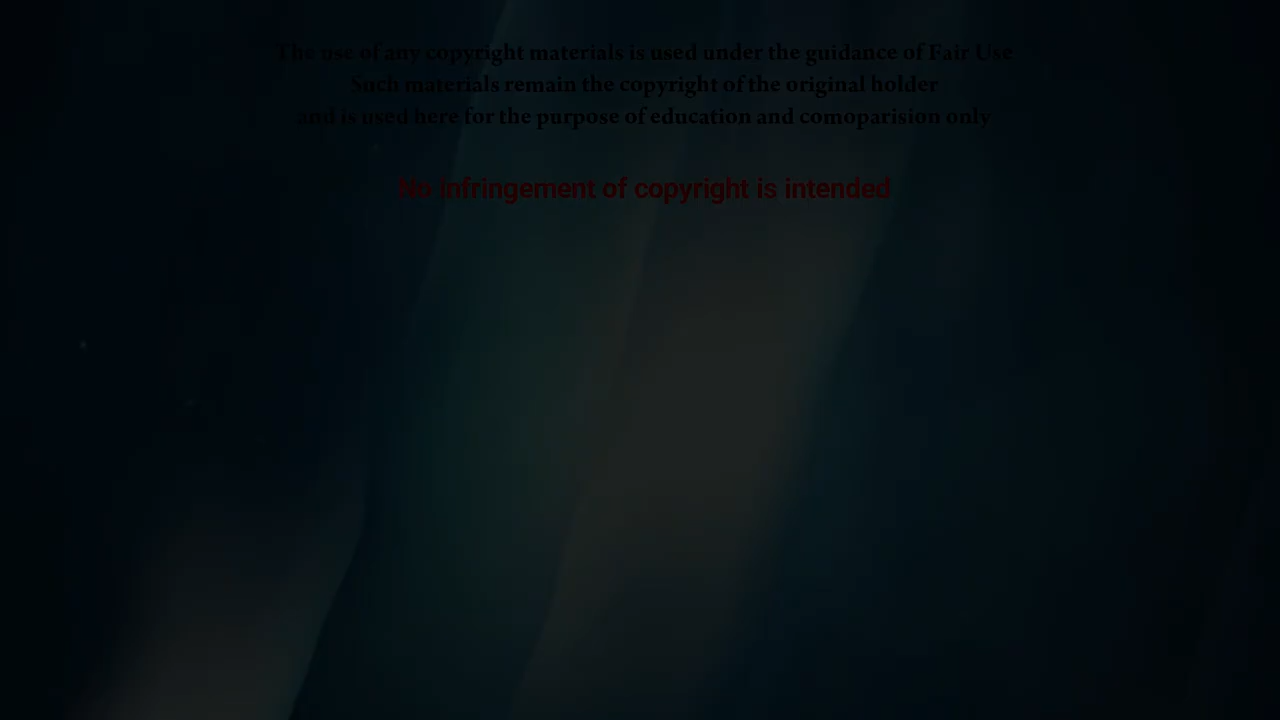 The use of any copyright materials is used under the guidance of Fair Use
Such materials remain the copyright of the original holder
and is used here for the purpose of education and comoparision only
No infringement of copyright is intended